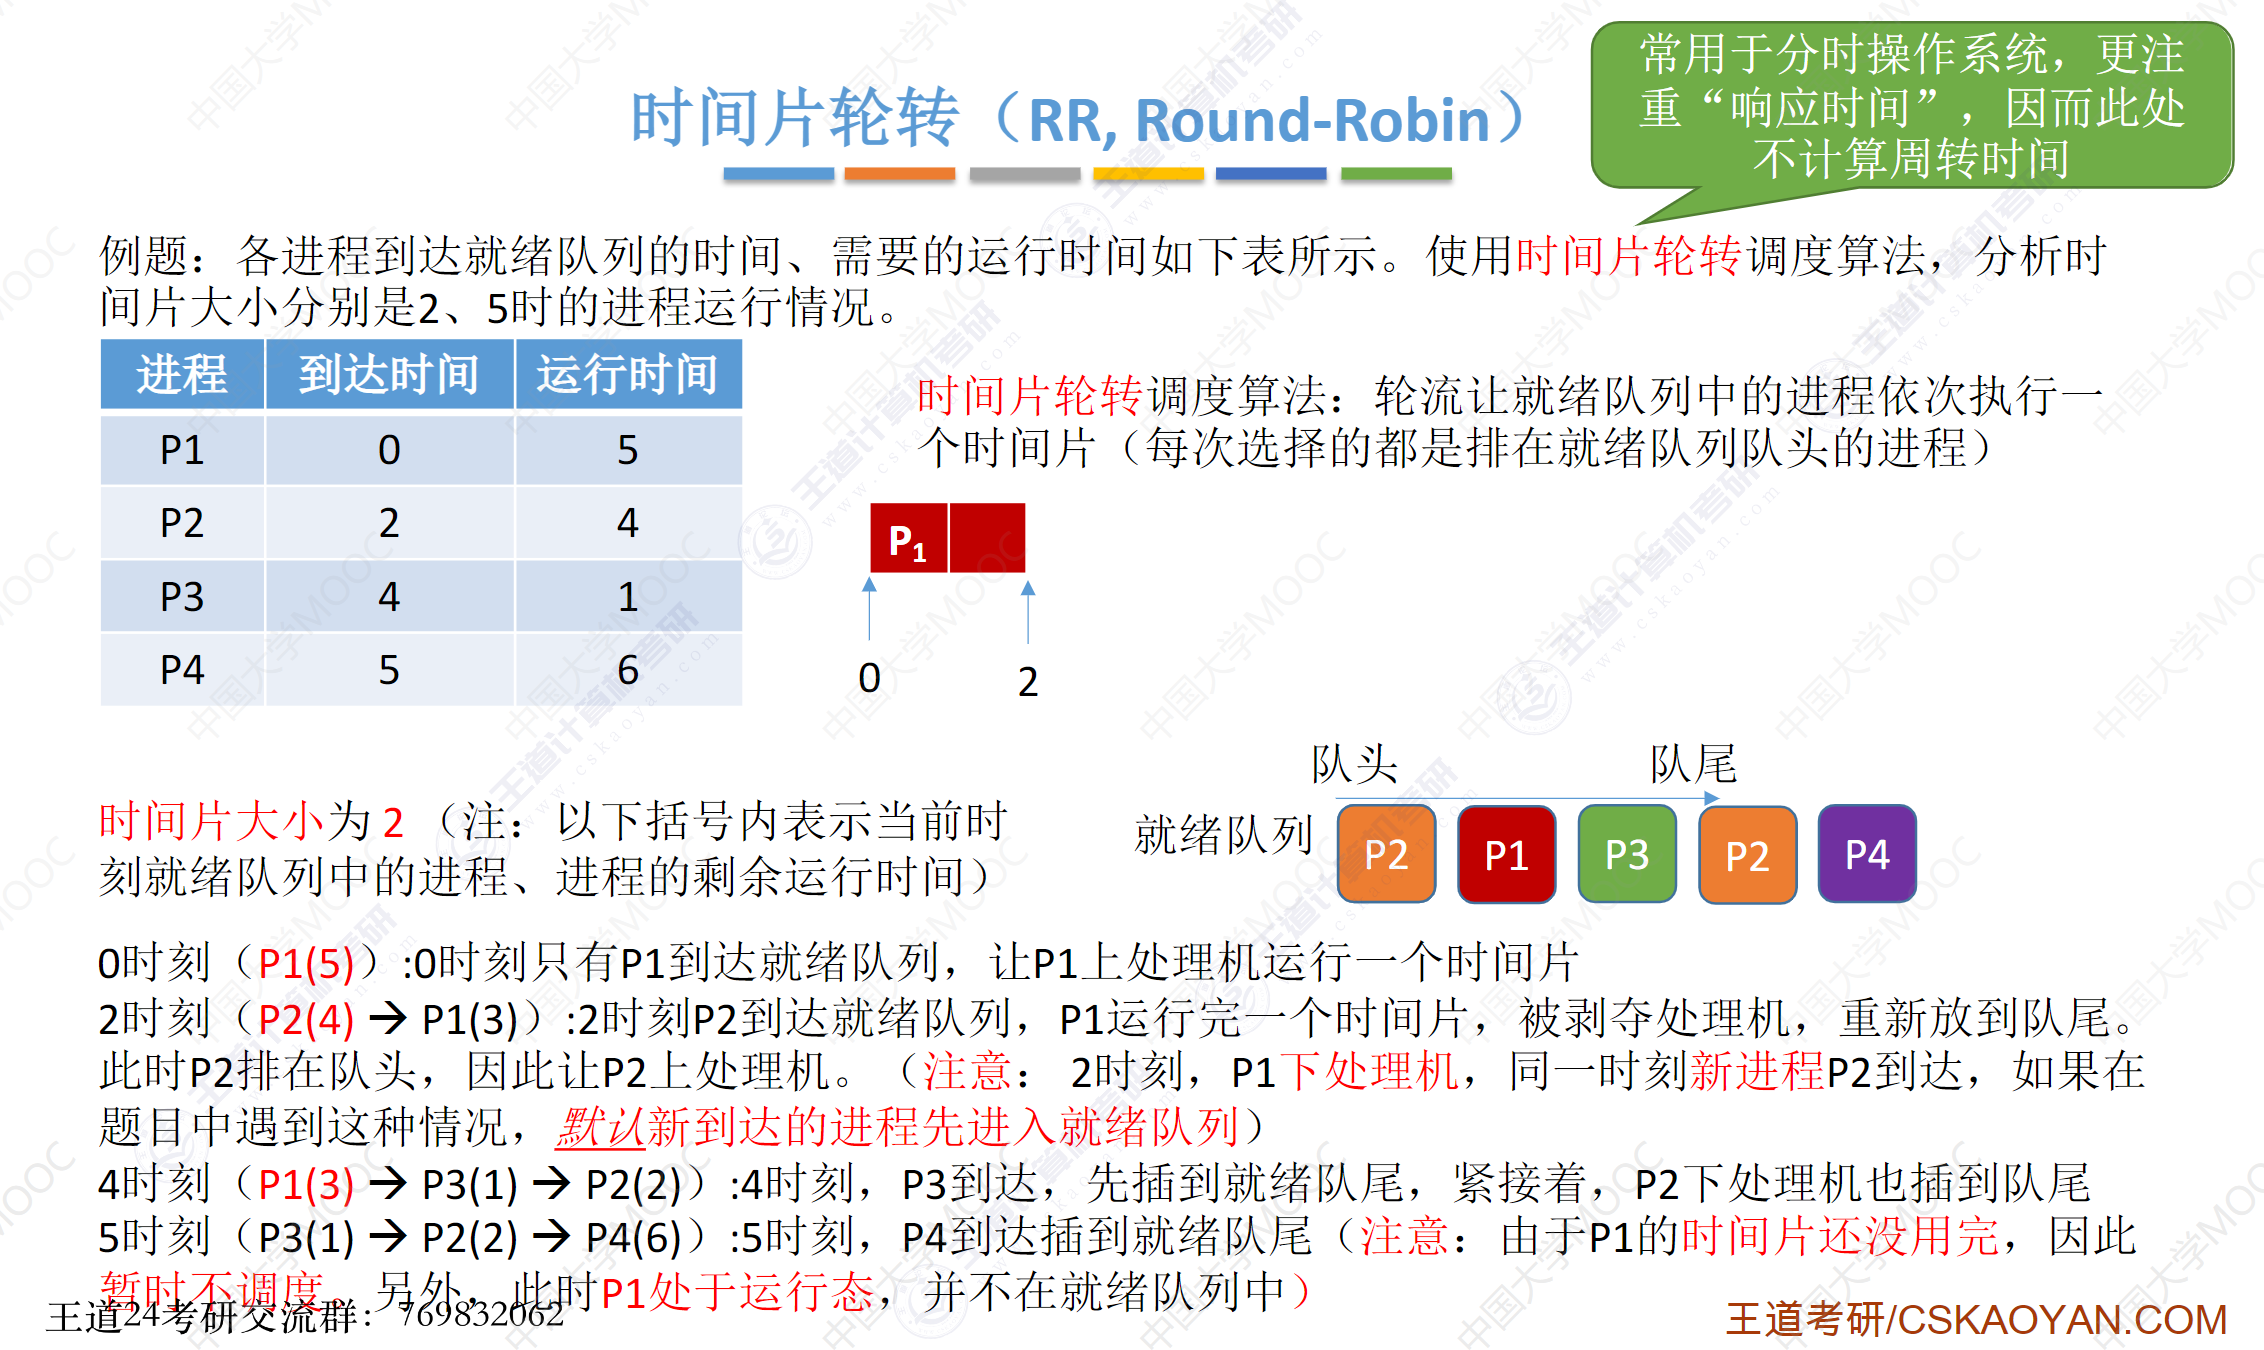 常用于分时操作系统，更注
重“响应时间”，因而此处
不计算周转时间
时间片轮转（RR, Round-Robin）
例题：各进程到达就绪队列的时间、需要的运行时间如下表所示。使用时间片轮转调度算法，分析时
间片大小分别是2、5时的进程运行情况。
进程 到达时间 运行时间
P1 0 5
P2 2 4
P3 4 1
P4 5 6
时间片轮转调度算法：轮流让就绪队列中的进程依次执行一
个时间片（每次选择的都是排在就绪队列队头的进程）
P1
0 2
队头 队尾
就绪队列 P2 P1 P3 P2 P4
时间片大小为 2 （注：以下括号内表示当前时
刻就绪队列中的进程、进程的剩余运行时间）
0时刻（P1(5)）:0时刻只有P1到达就绪队列，让P1上处理机运行一个时间片
2时刻（P2(4) → P1(3)）:2时刻P2到达就绪队列，P1运行完一个时间片，被剥夺处理机，重新放到队尾。
此时P2排在队头，因此让P2上处理机。（注意： 2时刻，P1下处理机，同一时刻新进程P2到达，如果在
题目中遇到这种情况，默认新到达的进程先进入就绪队列）
4时刻（P1(3) → P3(1) → P2(2)）:4时刻，P3到达，先插到就绪队尾，紧接着，P2下处理机也插到队尾
5时刻（P3(1) → P2(2) → P4(6)）:5时刻，P4到达插到就绪队尾（注意：由于P1的时间片还没用完，因此
暂时不调度。另外，此时P1处于运行态，并不在就绪队列中）
王道24考研交流群：769832062
王道考研/CSKAOYAN.COM
中国大学MOOC
王道计算机考研
www.cskaoyan.com